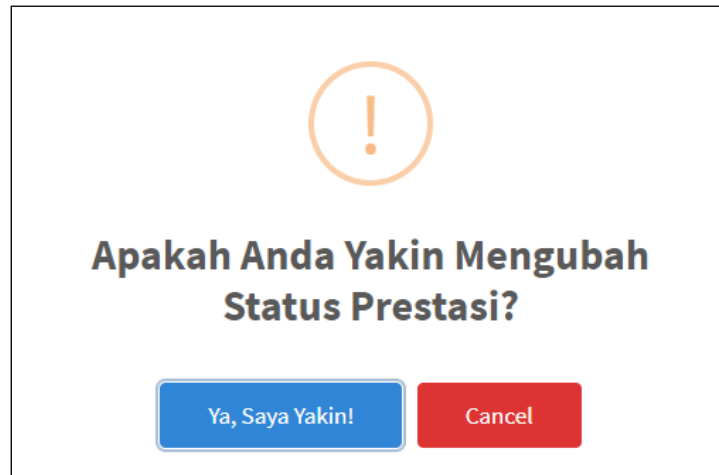 !
Apakah Anda Yakin Mengubah
Status Prestasi?
Ya, Saya Yakin!
Cancel